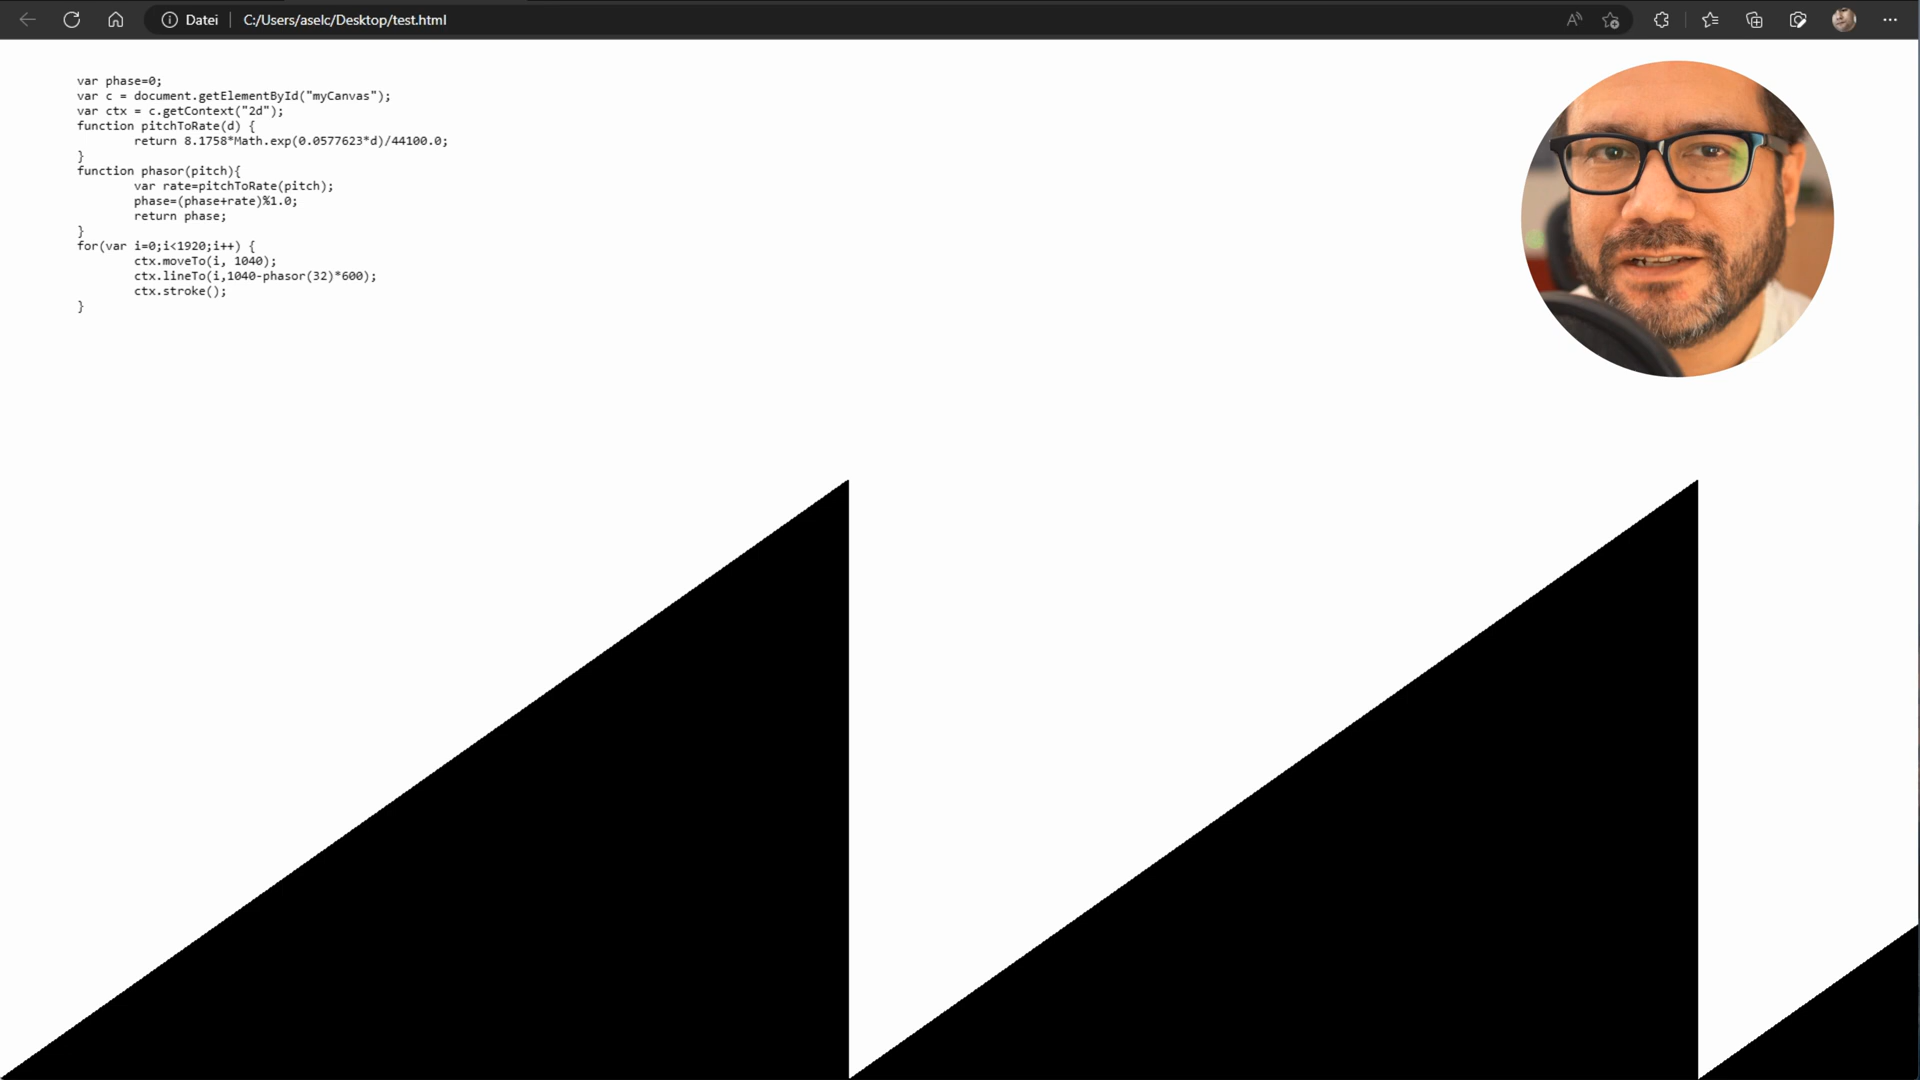 Datei
C:/Users/aselc/Desktop/test.html
var phase=0;
var c = document.getElementById("myCanvas");
var ctx = c.getContext("2d");
function pitchToRate(d) {
        return 8.1758*Math.exp(0.0577623*d)/44100.0;
}
function phasor(pitch){
        var rate=pitchToRate(pitch);
        phase=(phase+rate)%1.0;
        return phase;
}
for(var i=0;i<1920;i++) {
        ctx.moveTo(i, 1040);
        ctx.lineTo(i,1040-phasor(32)*600);
        ctx.stroke();
}